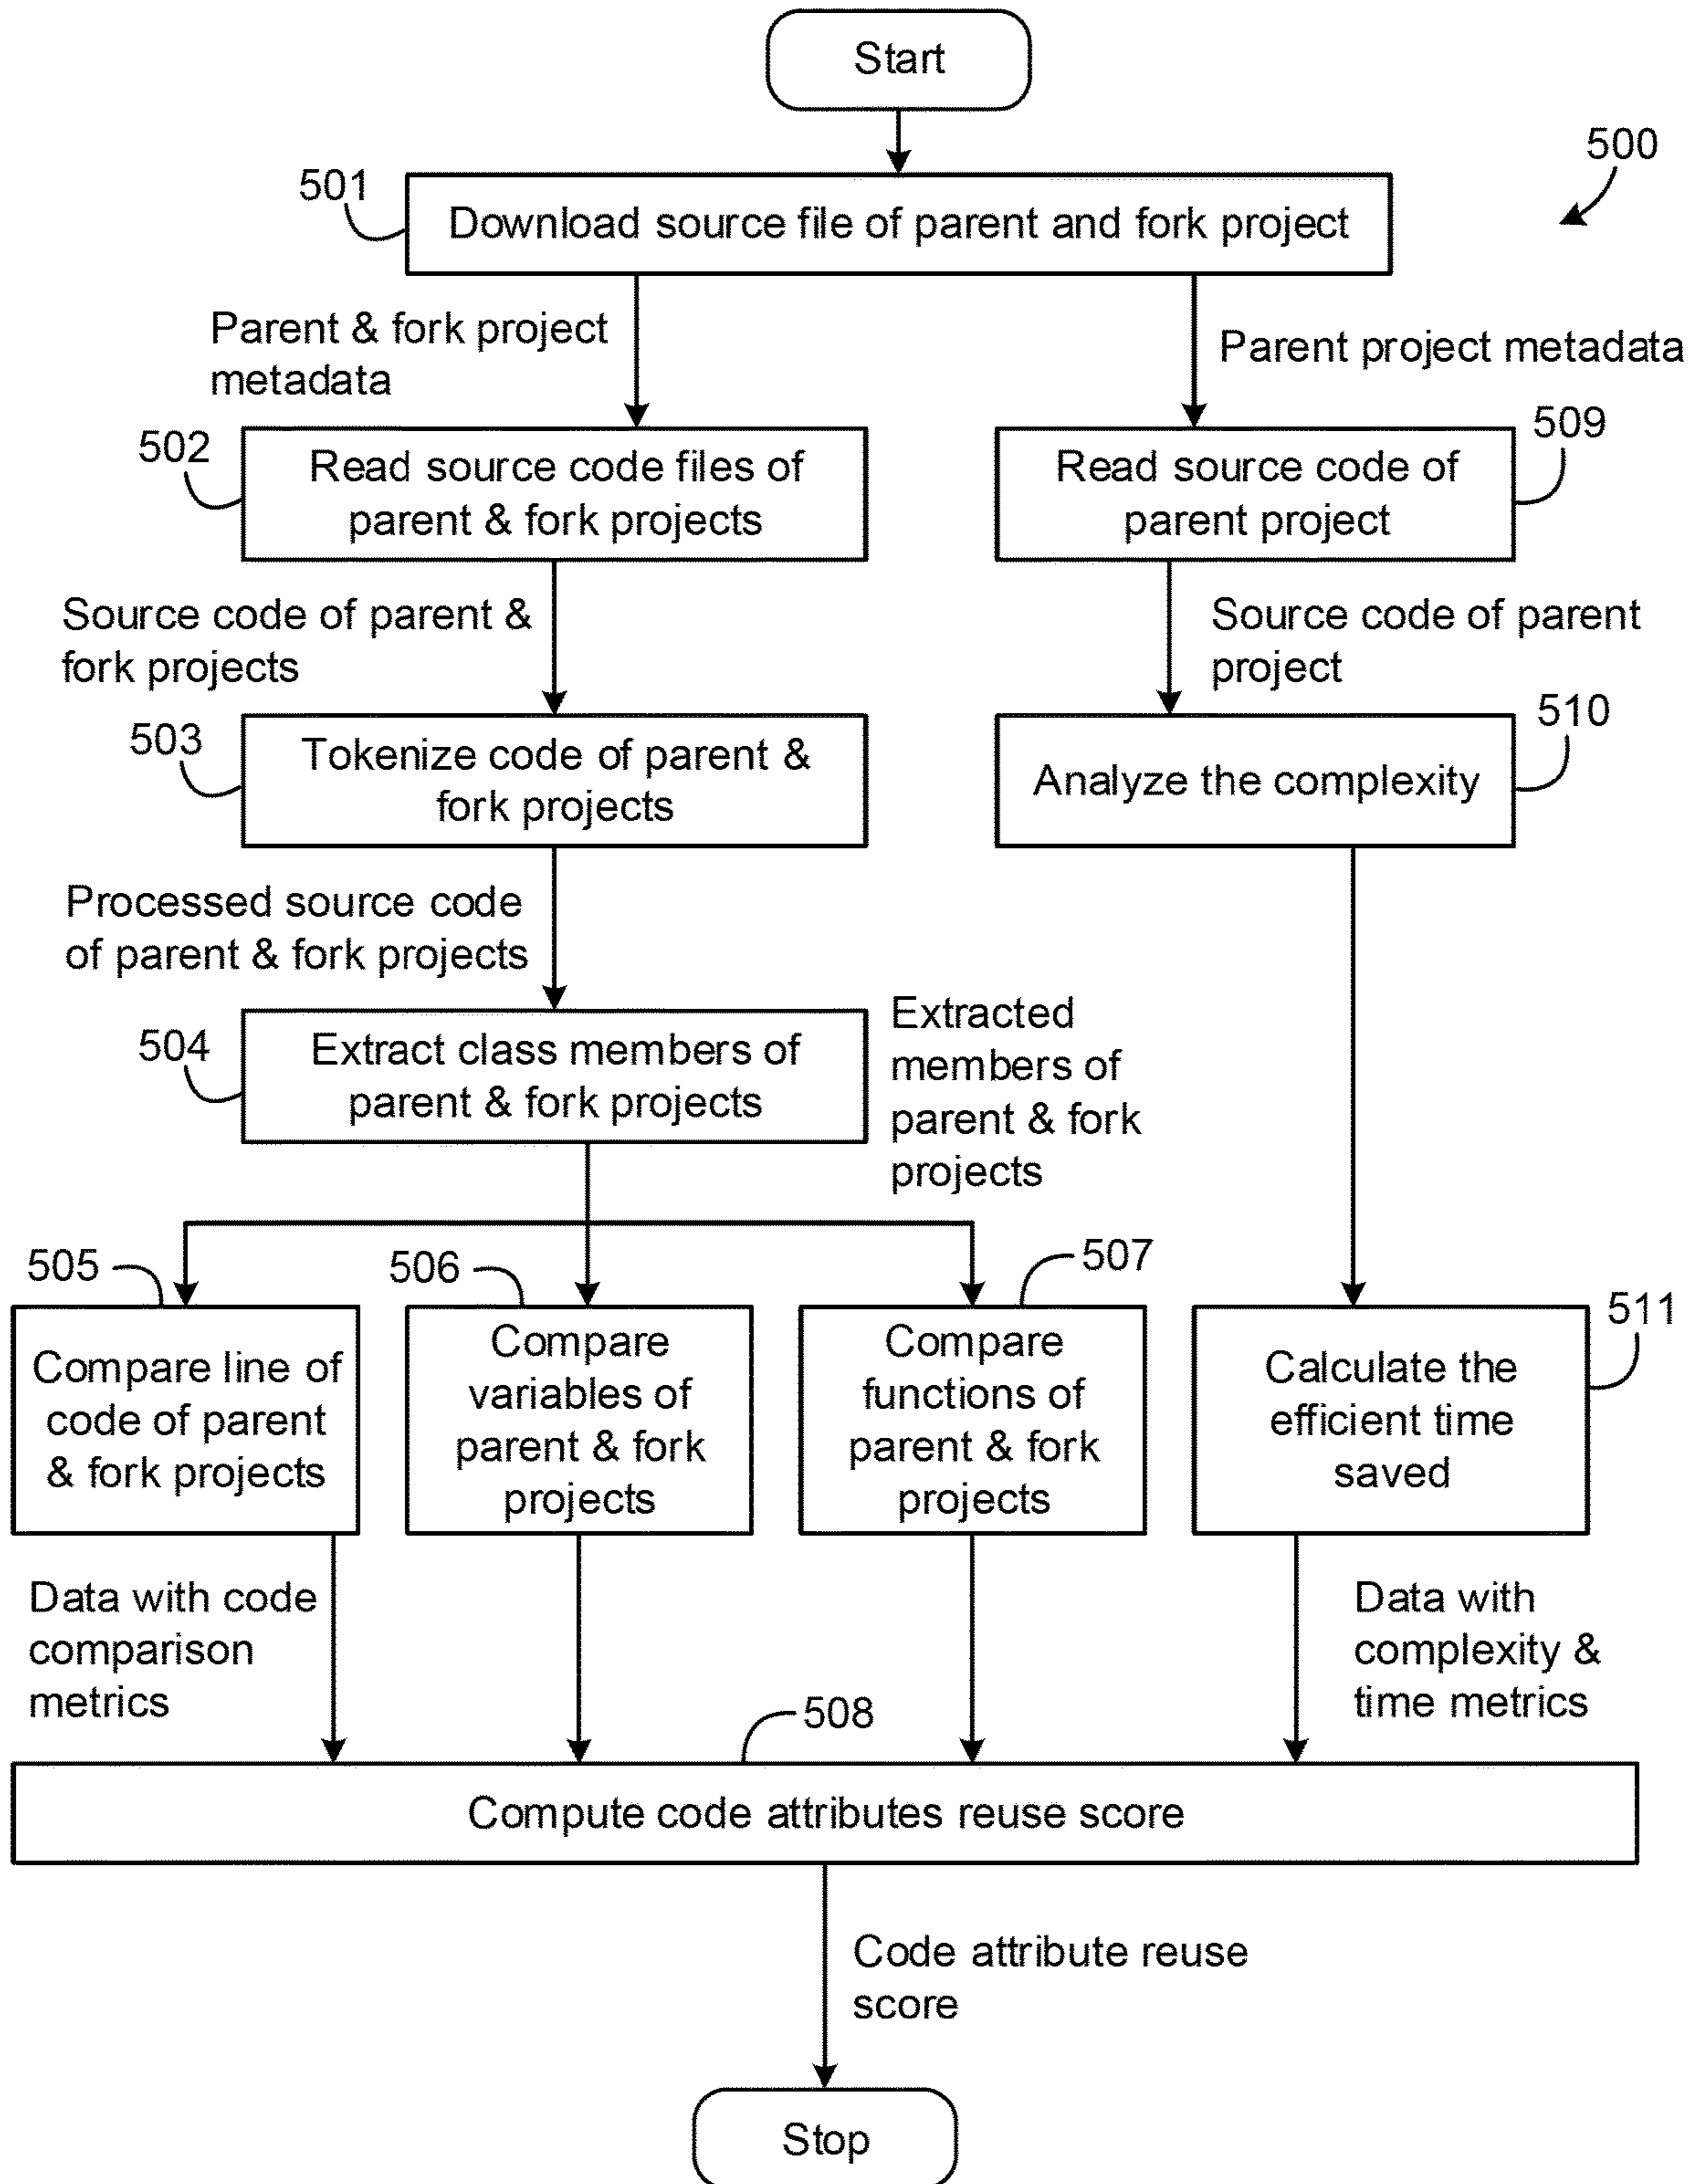 Start
500
501
Download source file of parent and fork project
Parent & fork project
metadata
Parent project metadata
502
Read source code files of
parent & fork projects
509
Read source code of
parent project
Source code of parent &
fork projects
Source code of parent
project
503
Tokenize code of parent &
fork projects
510
Analyze the complexity
Processed source code
of parent & fork projects
504
Extract class members of
parent & fork projects
Extracted
members of
parent & fork
projects
505
Compare line of
code of parent
& fork projects
506
Compare
variables of
parent & fork
projects
507
Compare
functions of
parent & fork
projects
511
Calculate the
efficient time
saved
Data with code
comparison
metrics
Data with
complexity &
time metrics
508
Compute code attributes reuse score
Code attribute reuse
score
Stop